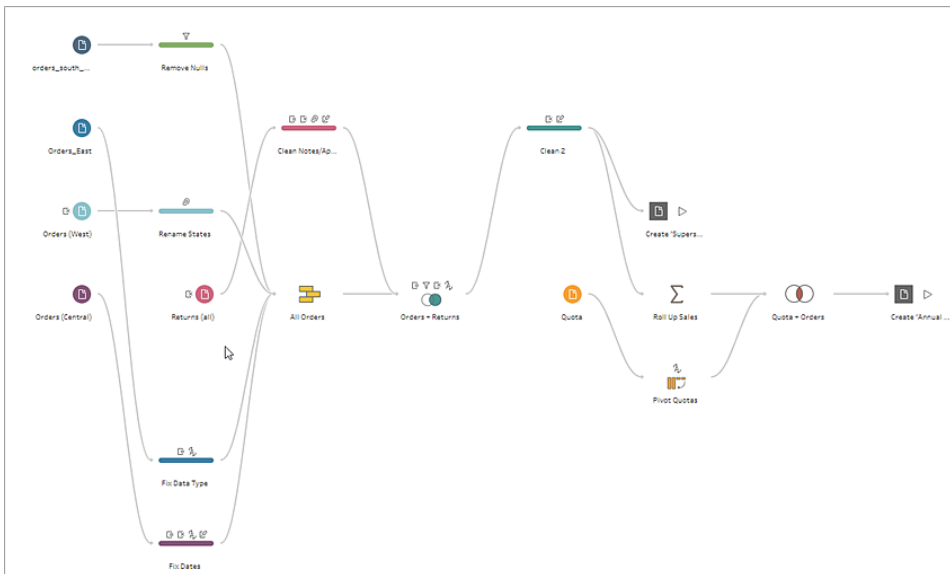 orders_south_...
Remove Nulls
Orders_East
Clean Notes/Ap...
Clean 2
Orders (West)
Rename States
Create 'Supers...
Orders (Central)
Returns (all)
All Orders
Orders + Returns
Quota
Roll Up Sales
Quota + Orders
Create 'Annual ...
Pivot Quotas
Fix Data Type
Fix Dates